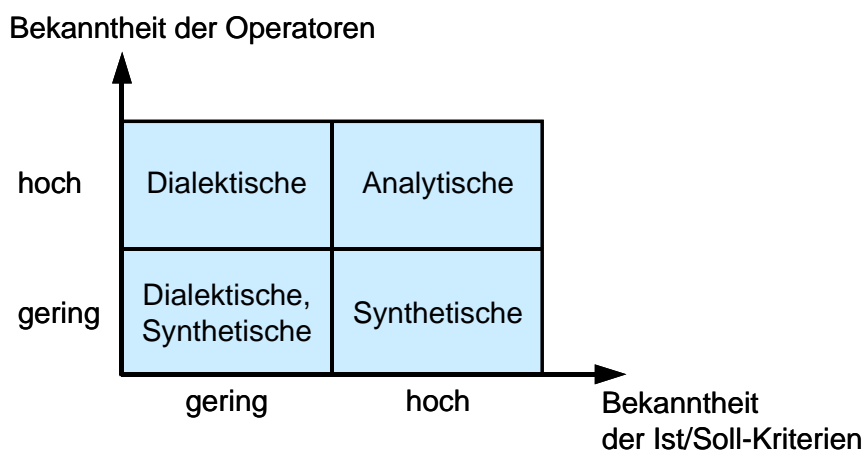 Bekanntheit der Operatoren
hoch
Dialektische
Analytische
gering
Dialektische,
Synthetische
Synthetische
gering
hoch
Bekanntheit
der Ist/Soll-Kriterien